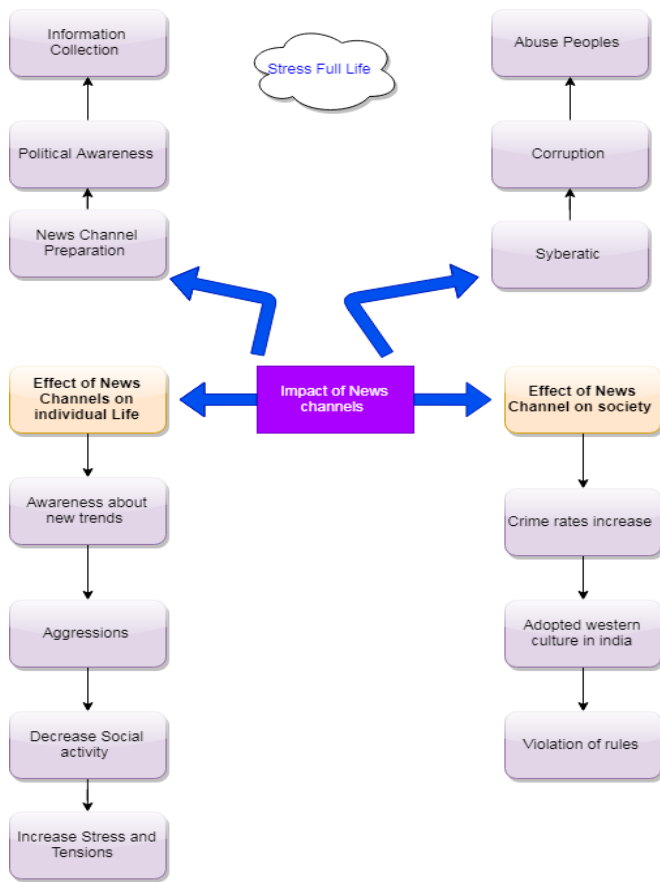 Information
Collection
Stress Full Life
Abuse Peoples
Political Awareness
Corruption
News Channel
Preparation
Syberatic
Effect of News
Channels on
individual Life
Impact of News
channels
Effect of News
Channel on society
Awareness about
new trends
Crime rates increase
Aggressions
Adopted western
culture in india
Decrease Social
activity
Violation of rules
Increase Stress and
Tensions